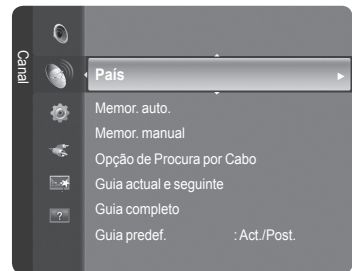 Canal
País
Memor. auto.
Memor. manual
Opção de Procura por Cabo
Guia actual e seguinte
Guia completo
Guia predef. : Act./Post.
?